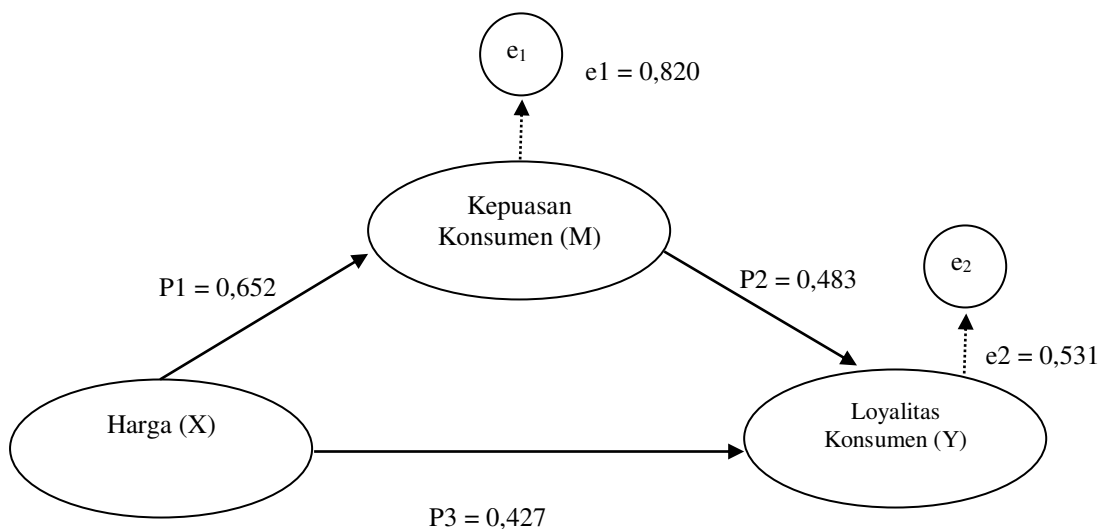 e1
e1 = 0,820
Kepuasan
Konsumen (M)
P1 = 0,652
P2 = 0,483
e2
e2 = 0,531
Harga (X)
Loyalitas
Konsumen (Y)
P3 = 0,427